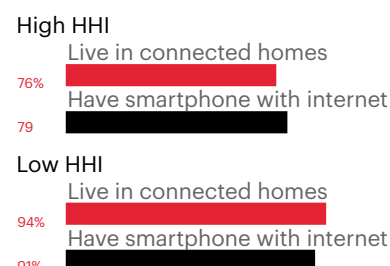 High HHI
Live in connected homes
76%
Have smartphone with internet
79
Low HHI
Live in connected homes
94%
Have smartphone with internet
91%